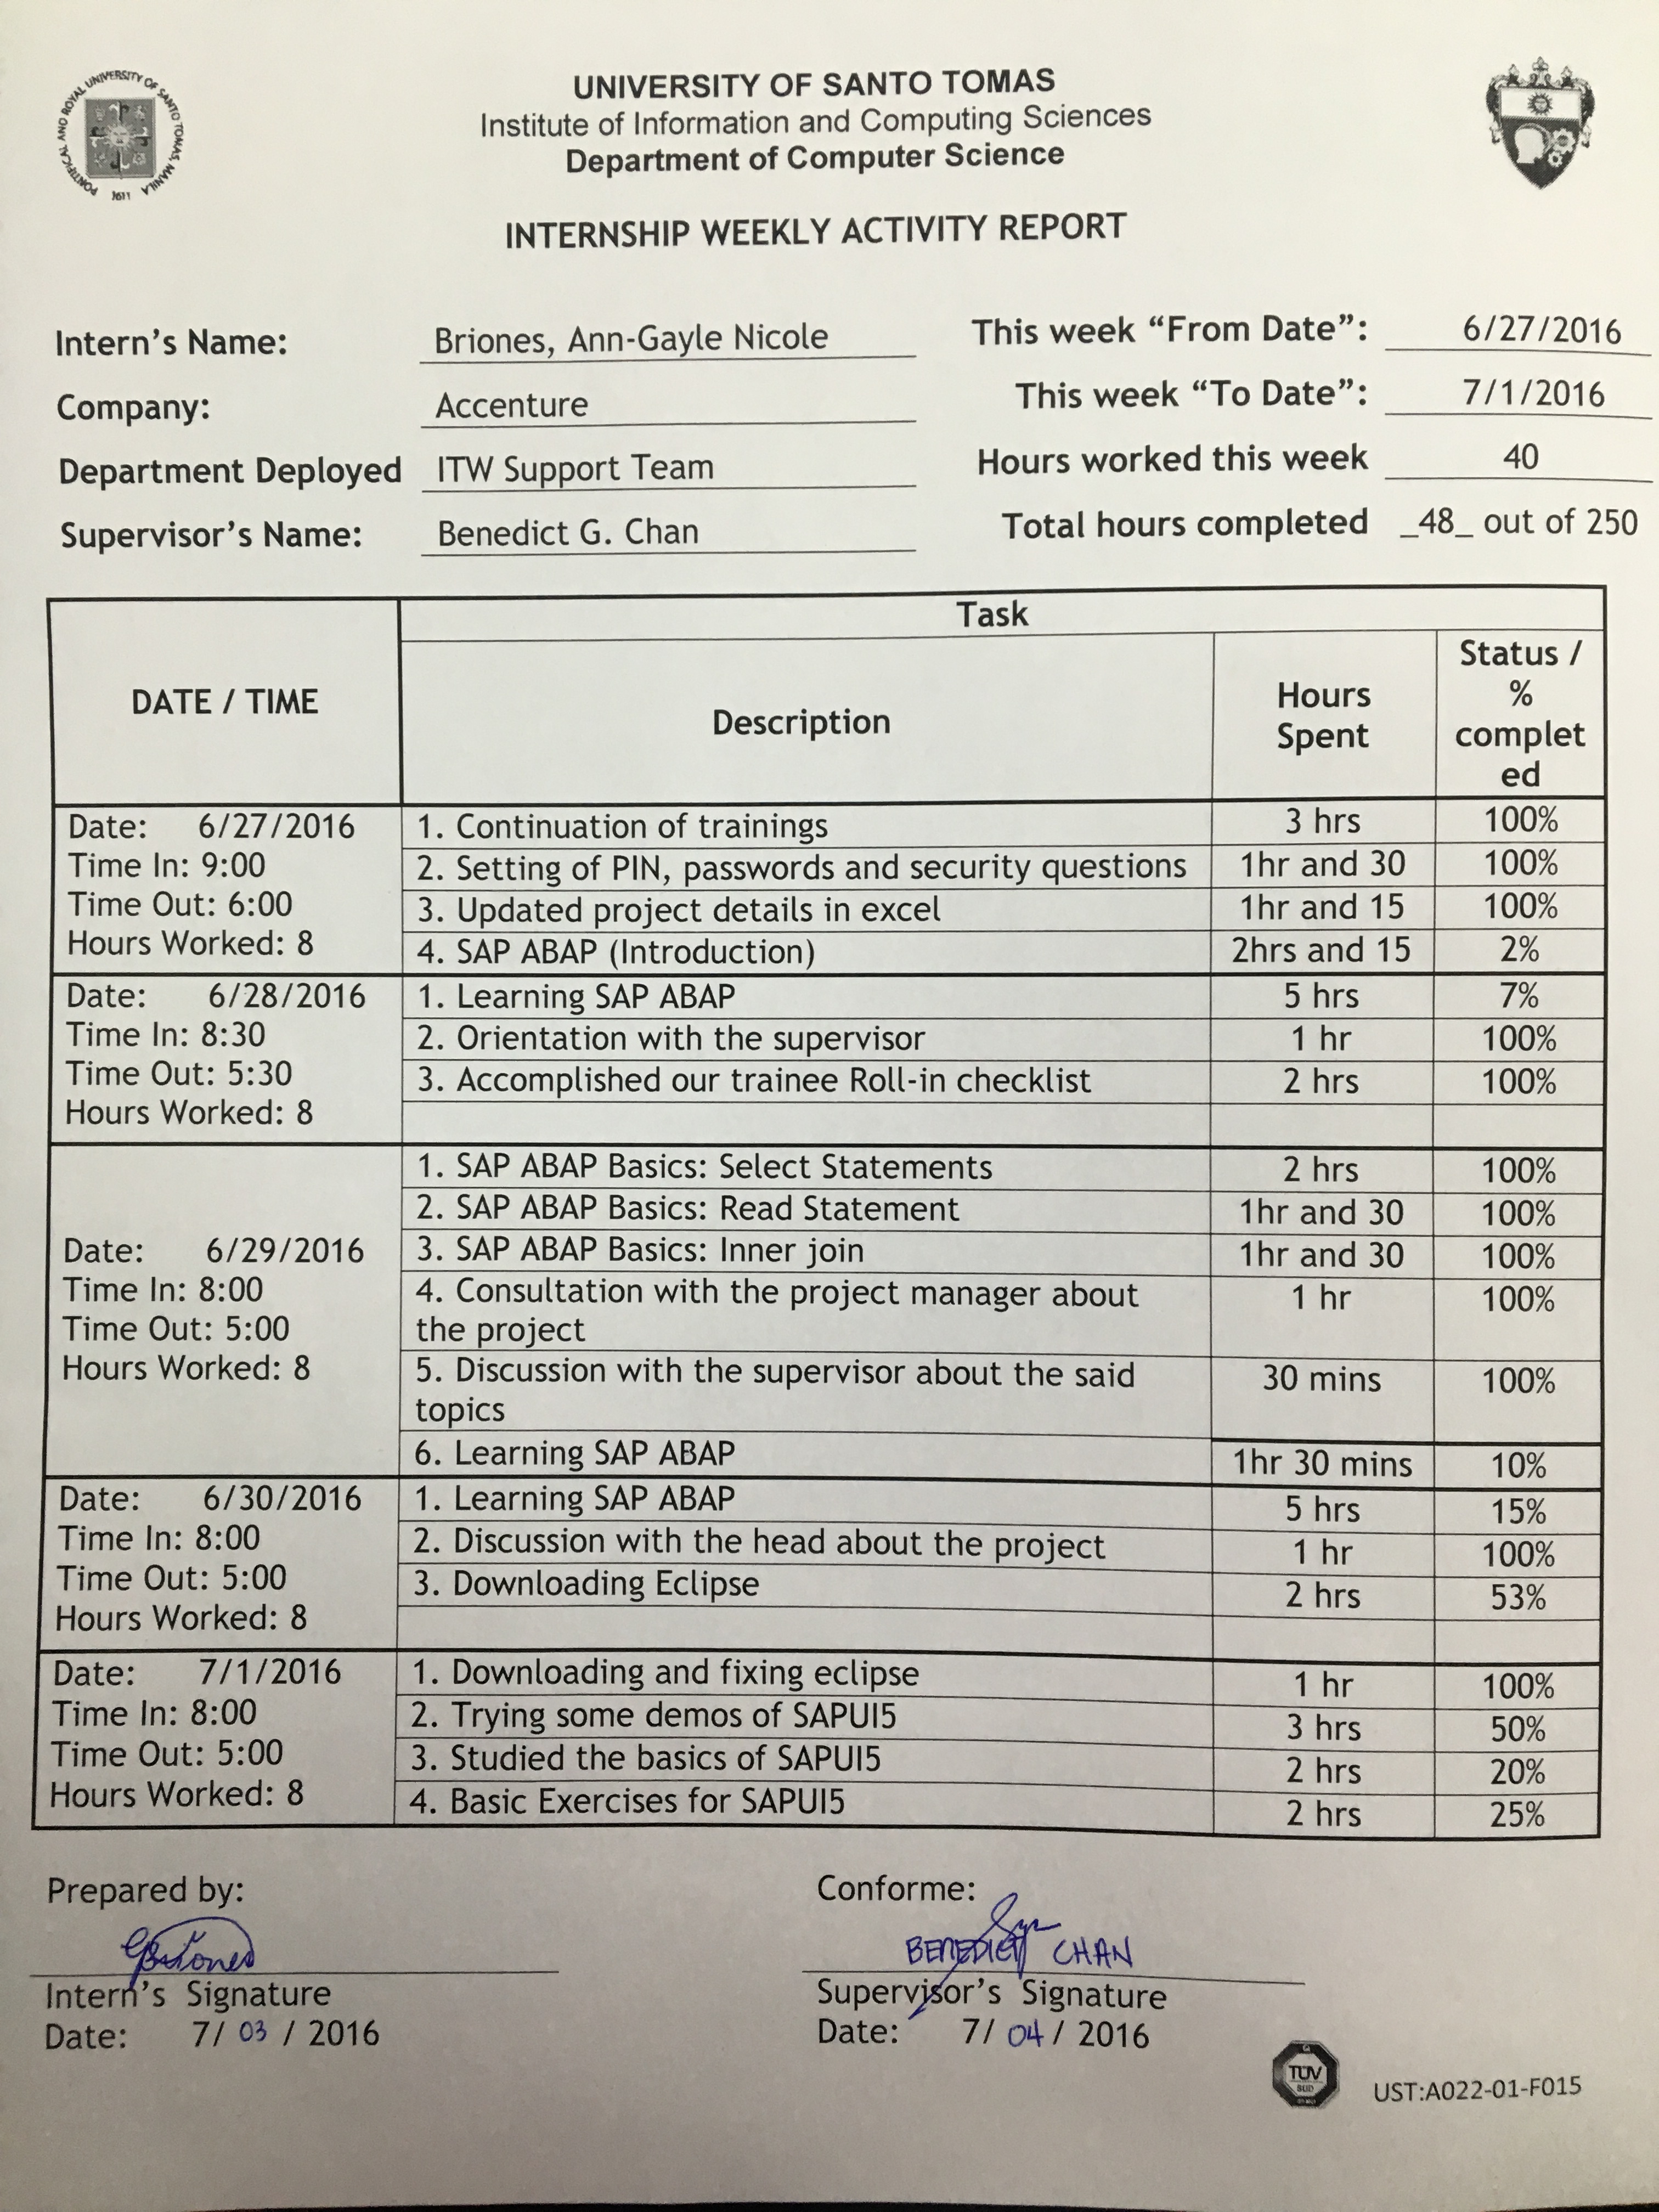 PONTIFICAL AND ROYAL UNIVERSITY OF SANTO TOMAS MANILA
1611
UNIVERSITY OF SANTO TOMAS
Institute of Information and Computing Sciences
Department of Computer Science
INTERNSHIP WEEKLY ACTIVITY REPORT
Intern's Name: Briones, Ann-Gayle Nicole This week “From Date”: 6/27/2016
Company: Accenture This week “To Date”: 7/1/2016
Department Deployed ITW Support Team Hours worked this week 40
Supervisor's Name: Benedict G. Chan Total hours completed _48_ out of 250
DATE / TIME
Task
Description
Hours
Spent
Status /
%
complet
ed
Date: 6/27/2016
Time In: 9:00
Time Out: 6:00
Hours Worked: 8
1. Continuation of trainings 3 hrs 100%
2. Setting of PIN, passwords and security questions 1hr and 30 100%
3. Updated project details in excel 1hr and 15 100%
4. SAP ABAP (Introduction) 2hrs and 15 2%
Date: 6/28/2016
Time In: 8:30
Time Out: 5:30
Hours Worked: 8
1. Learning SAP ABAP 5 hrs 7%
2. Orientation with the supervisor 1 hr 100%
3. Accomplished our trainee Roll-in checklist 2 hrs 100%
Date: 6/29/2016
Time In: 8:00
Time Out: 5:00
Hours Worked: 8
1. SAP ABAP Basics: Select Statements 2 hrs 100%
2. SAP ABAP Basics: Read Statement 1hr and 30 100%
3. SAP ABAP Basics: Inner join 1hr and 30 100%
4. Consultation with the project manager about 1 hr 100%
the project
5. Discussion with the supervisor about the said 30 mins 100%
topics
6. Learning SAP ABAP 1hr 30 mins 10%
Date: 6/30/2016
Time In: 8:00
Time Out: 5:00
Hours Worked: 8
1. Learning SAP ABAP 5 hrs 15%
2. Discussion with the head about the project 1 hr 100%
3. Downloading Eclipse 2 hrs 53%
Date: 7/1/2016
Time In: 8:00
Time Out: 5:00
Hours Worked: 8
1. Downloading and fixing eclipse 1 hr 100%
2. Trying some demos of SAPUI5 3 hrs 50%
3. Studied the basics of SAPUI5 2 hrs 20%
4. Basic Exercises for SAPUI5 2 hrs 25%
Prepared by: Conforme:
BENEDICT CHAN
Intern's Signature Supervisor's Signature
Date: 7/ 03 / 2016 Date: 7/ 04 / 2016
TÜV
SÜD
UST:A022-01-F015